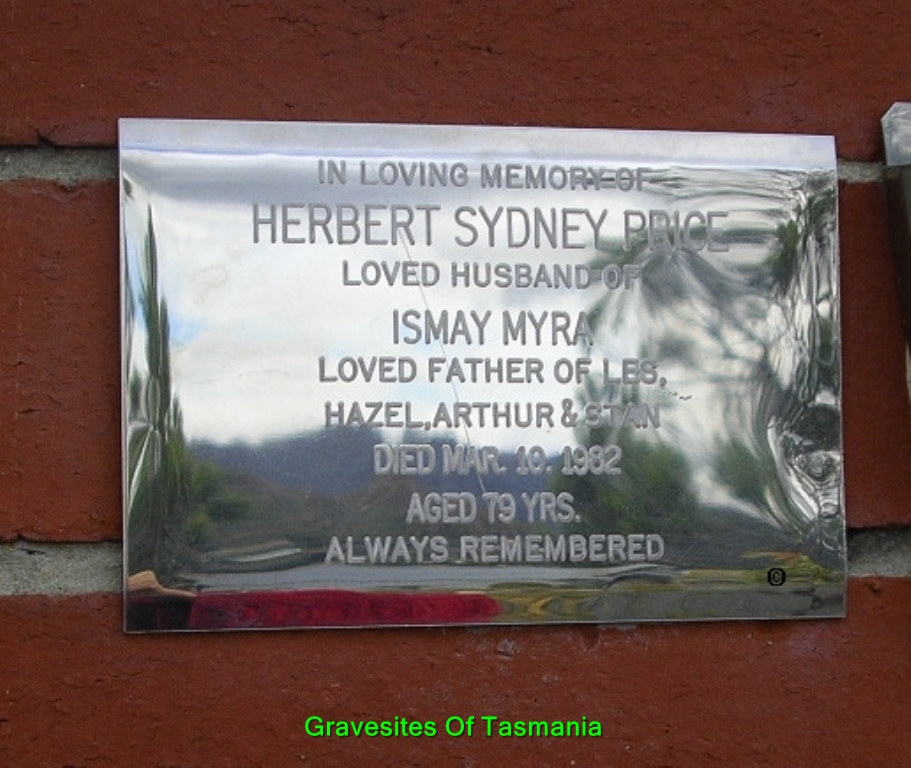 IN LOVING MEMORY OF
HERBERT SYDNEY PRICE
LOVED HUSBAND OF
ISMAY MYRA
LOVED FATHER OF LES,
HAZEL, ARTHUR & STAN
DIED MAR. 10. 1982
AGED 79 YRS.
ALWAYS REMEMBERED
©
Gravesites Of Tasmania